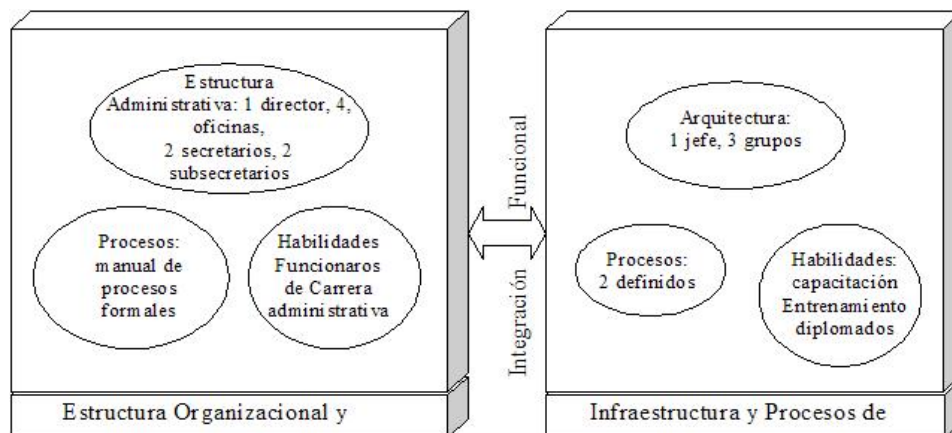 Estructura
Administrativa: 1 director, 4,
oficinas,
2 secretarios, 2
subsecretarios
Procesos:
manual de
procesos
formales
Habilidades
Funcionaros
de Carrera
administrativa
Estructura Organizacional y
Integración Funcional
Arquitectura:
1 jefe, 3 grupos
Procesos:
2 definidos
Habilidades:
capacitación
Entrenamiento
diplomados
Infraestructura y Procesos de